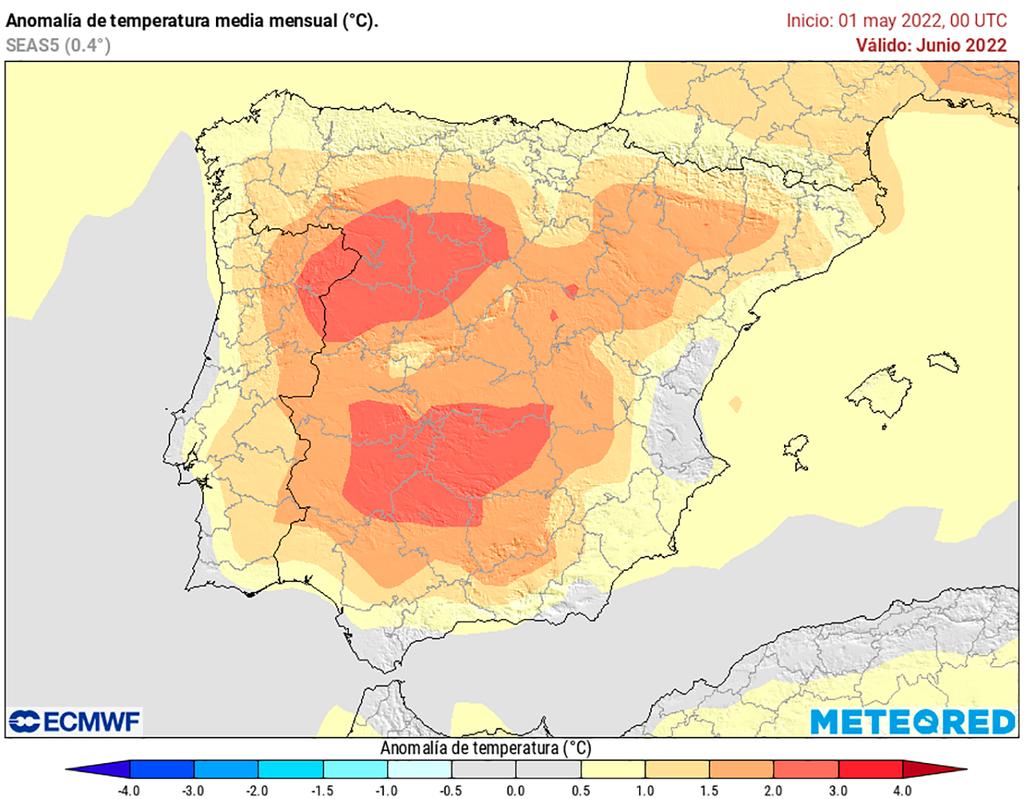 Anomalía de temperatura media mensual (°C).
Inicio: 01 may 2022, 00 UTC
SEAS5 (0.4°)
Válido: Junio 2022
ECMWF
METEORED
Anomalía de temperatura (°C)
-4.0 -3.0 -2.0 -1.5 -1.0 -0.5 0.0 0.5 1.0 1.5 2.0 3.0 4.0